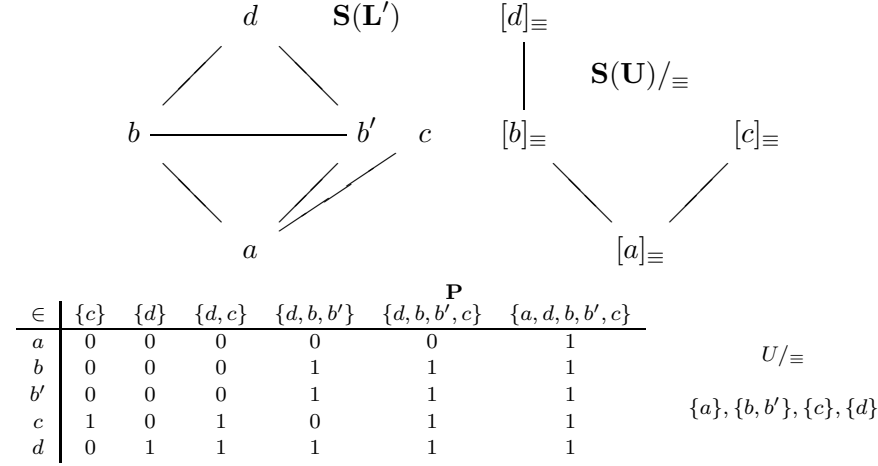 d S(L′) [d]≡
S(U)/≡
b b′ c [b]≡ [c]≡
a [a]≡
P
∈ {c} {d} {d, c} {d, b, b′} {d, b, b′, c} {a, d, b, b′, c}
a 0 0 0 0 0 1
b 0 0 0 1 1 1
U/≡
b′ 0 0 0 1 1 1
c 1 0 1 0 1 1
{a}, {b, b′}, {c}, {d}
d 0 1 1 1 1 1